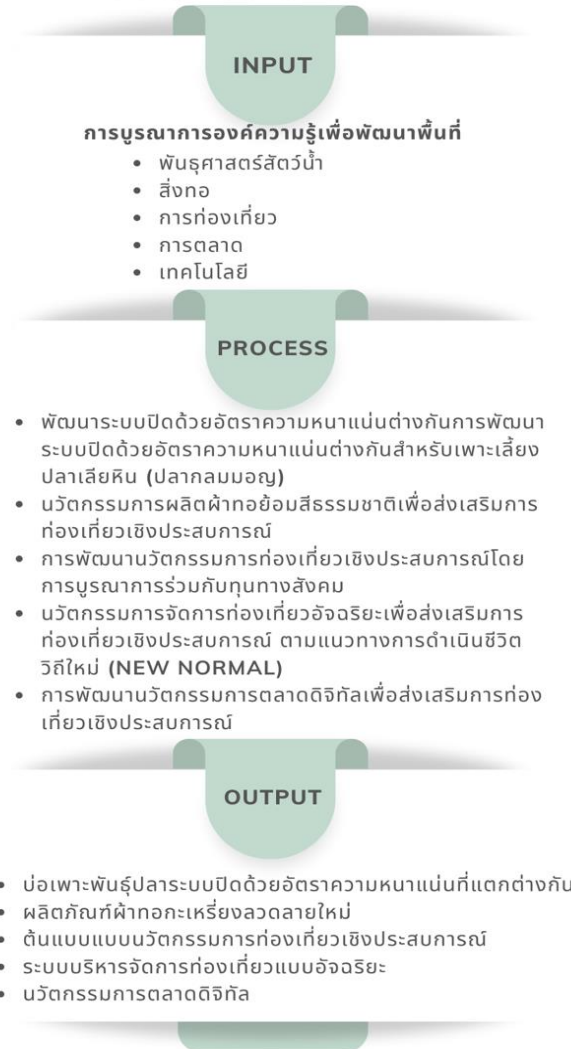 INPUT
การบูรณาการองค์ความรู้เพื่อพัฒนาพื้นที่
• พันธุศาสตร์สัตว์น้ำ
• สิ่งทอ
• การท่องเที่ยว
• การตลาด
• เทคโนโลยี
PROCESS
• พัฒนาระบบปิดด้วยอัตราความหนาแน่นต่างกันการพัฒนา
ระบบปิดด้วยอัตราความหนาแน่นต่างกันสำหรับเพาะเลี้ยง
ปลาเลียหิน (ปลากลมมอญ)
• นวัตกรรมการผลิตผ้าทอย้อมสีธรรมชาติเพื่อส่งเสริมการ
ท่องเที่ยวเชิงประสบการณ์
• การพัฒนานวัตกรรมการท่องเที่ยวเชิงประสบการณ์โดย
การบูรณาการร่วมกับทุนทางสังคม
• นวัตกรรมการจัดการท่องเที่ยวอัจฉริยะเพื่อส่งเสริมการ
ท่องเที่ยวเชิงประสบการณ์ ตามแนวทางการดำเนินชีวิต
วิถีใหม่ (NEW NORMAL)
• การพัฒนานวัตกรรมการตลาดดิจิทัลเพื่อส่งเสริมการท่อง
เที่ยวเชิงประสบการณ์
OUTPUT
• บ่อเพาะพันธุ์ปลาระบบปิดด้วยอัตราความหนาแน่นที่แตกต่างกัน
• ผลิตภัณฑ์ผ้าทอกะเหรี่ยงลวดลายใหม่
• ต้นแบบแบบนวัตกรรมการท่องเที่ยวเชิงประสบการณ์
• ระบบบริหารจัดการท่องเที่ยวแบบอัจฉริยะ
• นวัตกรรมการตลาดดิจิทัล